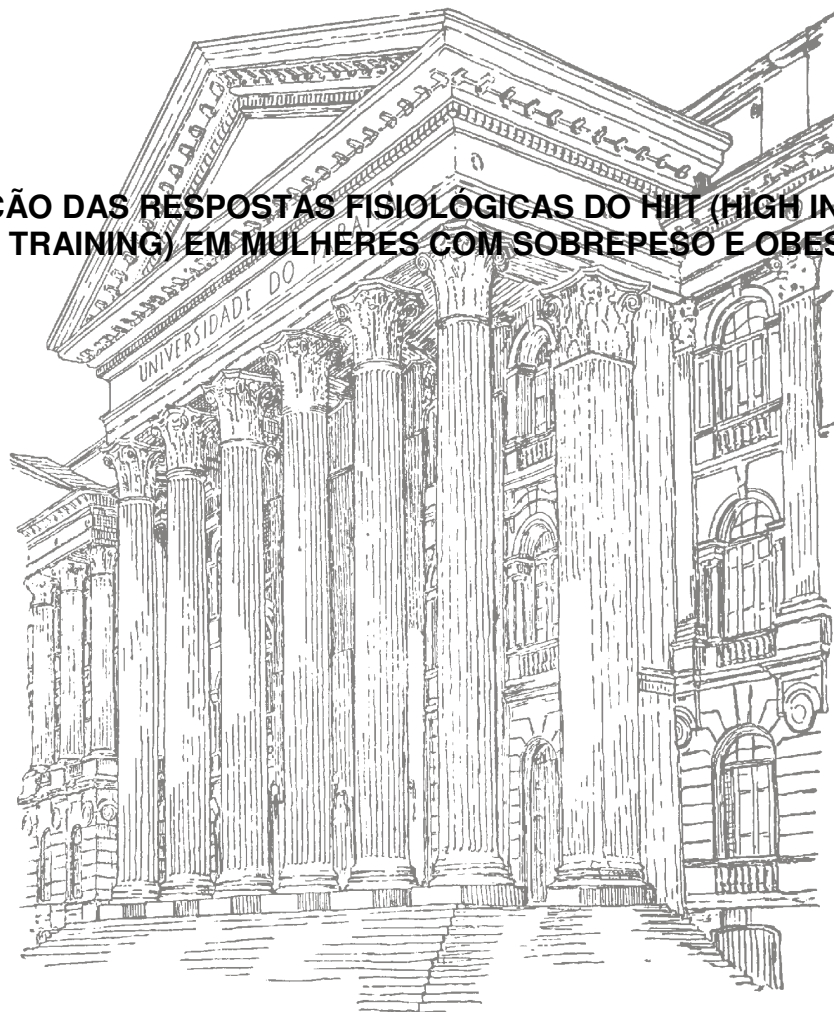 ÇÃO DAS RESPOSTAS FISIOLÓGICAS DO HIIT (HIGH IN
TRAINING) EM MULHERES COM SOBREPESO E OBES
UNIVERSIDADE DO